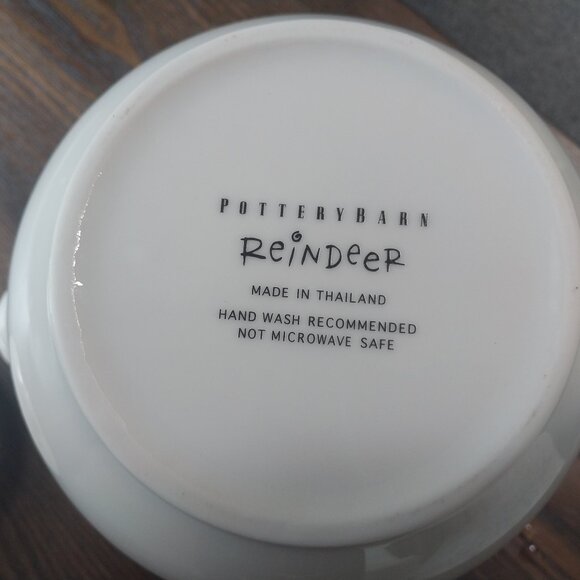 POTTERYBARN
REiNDeeR
MADE IN THAILAND
HAND WASH RECOMMENDED
NOT MICROWAVE SAFE